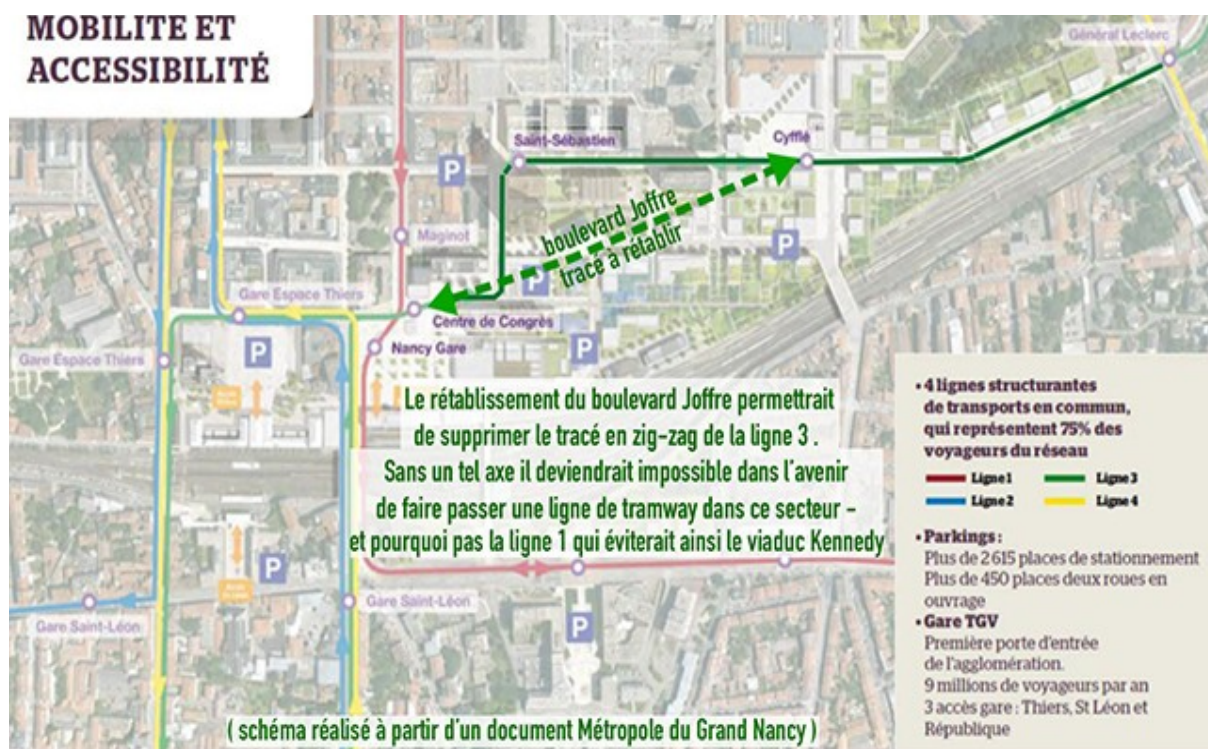 MOBILITE ET
ACCESSIBILITÉ
Général Leclerc
Saint-Sébastien
Cyfflé
P
boulevard Joffre
tracé à rétablir
Maginot
P
P
Gare Espace Thiers
Centre de Congrès
Gare Espace Thiers
P
Nancy Gare
P
Le rétablissement du boulevard Joffre permettrait
de supprimer le tracé en zig-zag de la ligne 3 .
Sans un tel axe il deviendrait impossible dans l'avenir
de faire passer une ligne de tramway dans ce secteur -
et pourquoi pas la ligne 1 qui éviterait ainsi le viaduc Kennedy
P
Gare Saint-Léon
Gare Saint-Léon
P
( schéma réalisé à partir d'un document Métropole du Grand Nancy )
• 4 lignes structurantes
de transports en commun,
qui représentent 75% des
voyageurs du réseau
Ligne 1
Ligne 3
Ligne 2
Ligne 4
• Parkings :
Plus de 2 615 places de stationnement
Plus de 450 places deux roues en
ouvrage
• Gare TGV
Première porte d'entrée
de l'agglomération.
9 millions de voyageurs par an
3 accès gare : Thiers, St Léon et
République